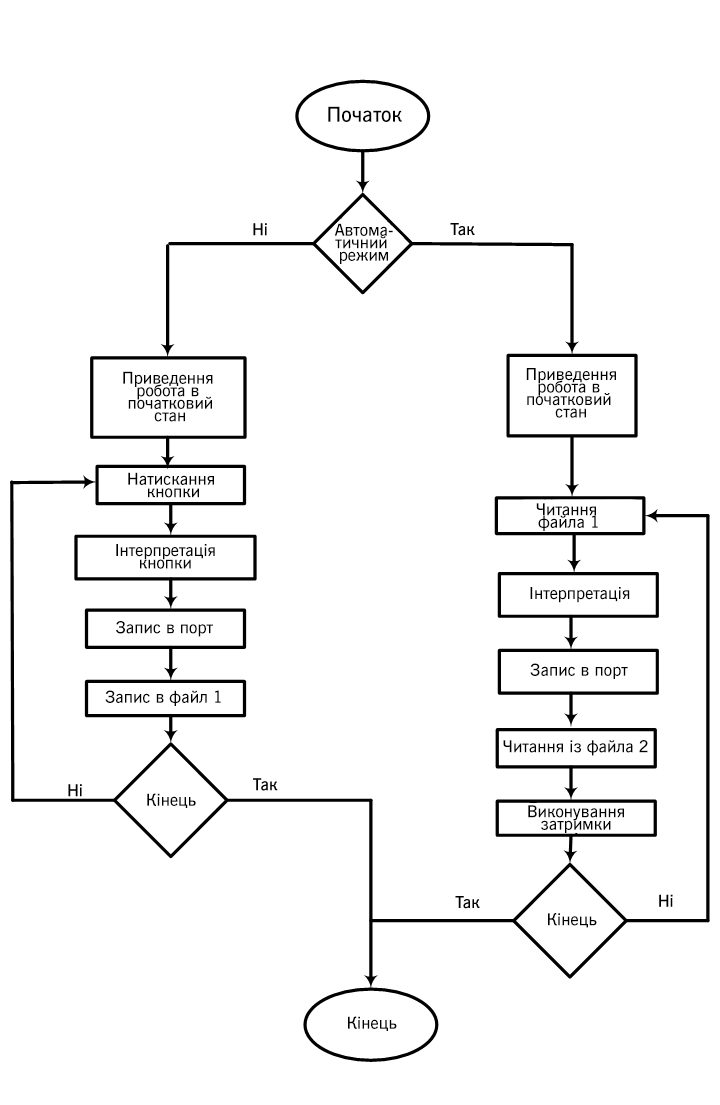 Початок
Ні
Автома-
тичний
режим
Так
Приведення
робота в
початковий
стан
Натискання
кнопки
Інтерпретація
кнопки
Запис в порт
Запис в файл 1
Ні
Кінець
Так
Приведення
робота в
початковий
стан
Читання
файла 1
Інтерпретація
Запис в порт
Читання із файла 2
Виконування
затримки
Так
Кінець
Ні
Кінець